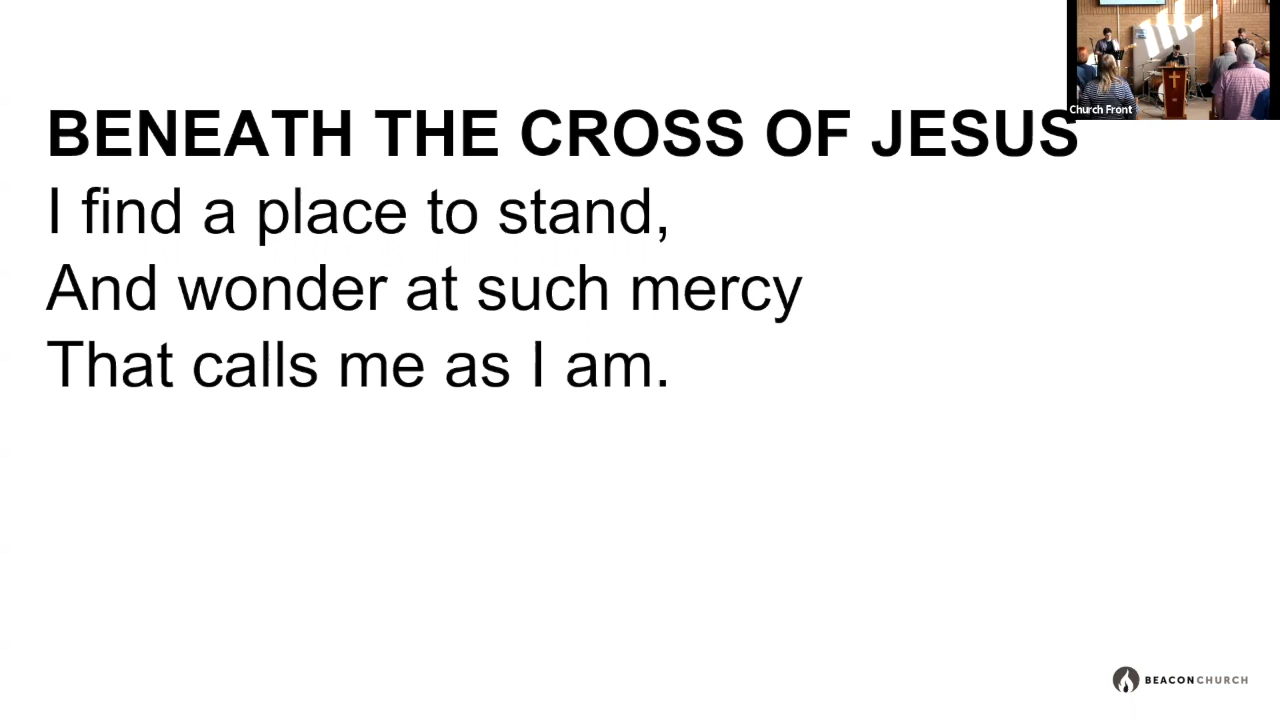 BENEATH THE CROSS OF JESUS
I find a place to stand,
And wonder at such mercy
That calls me as I am.
Church Front
BEACONCHURCH